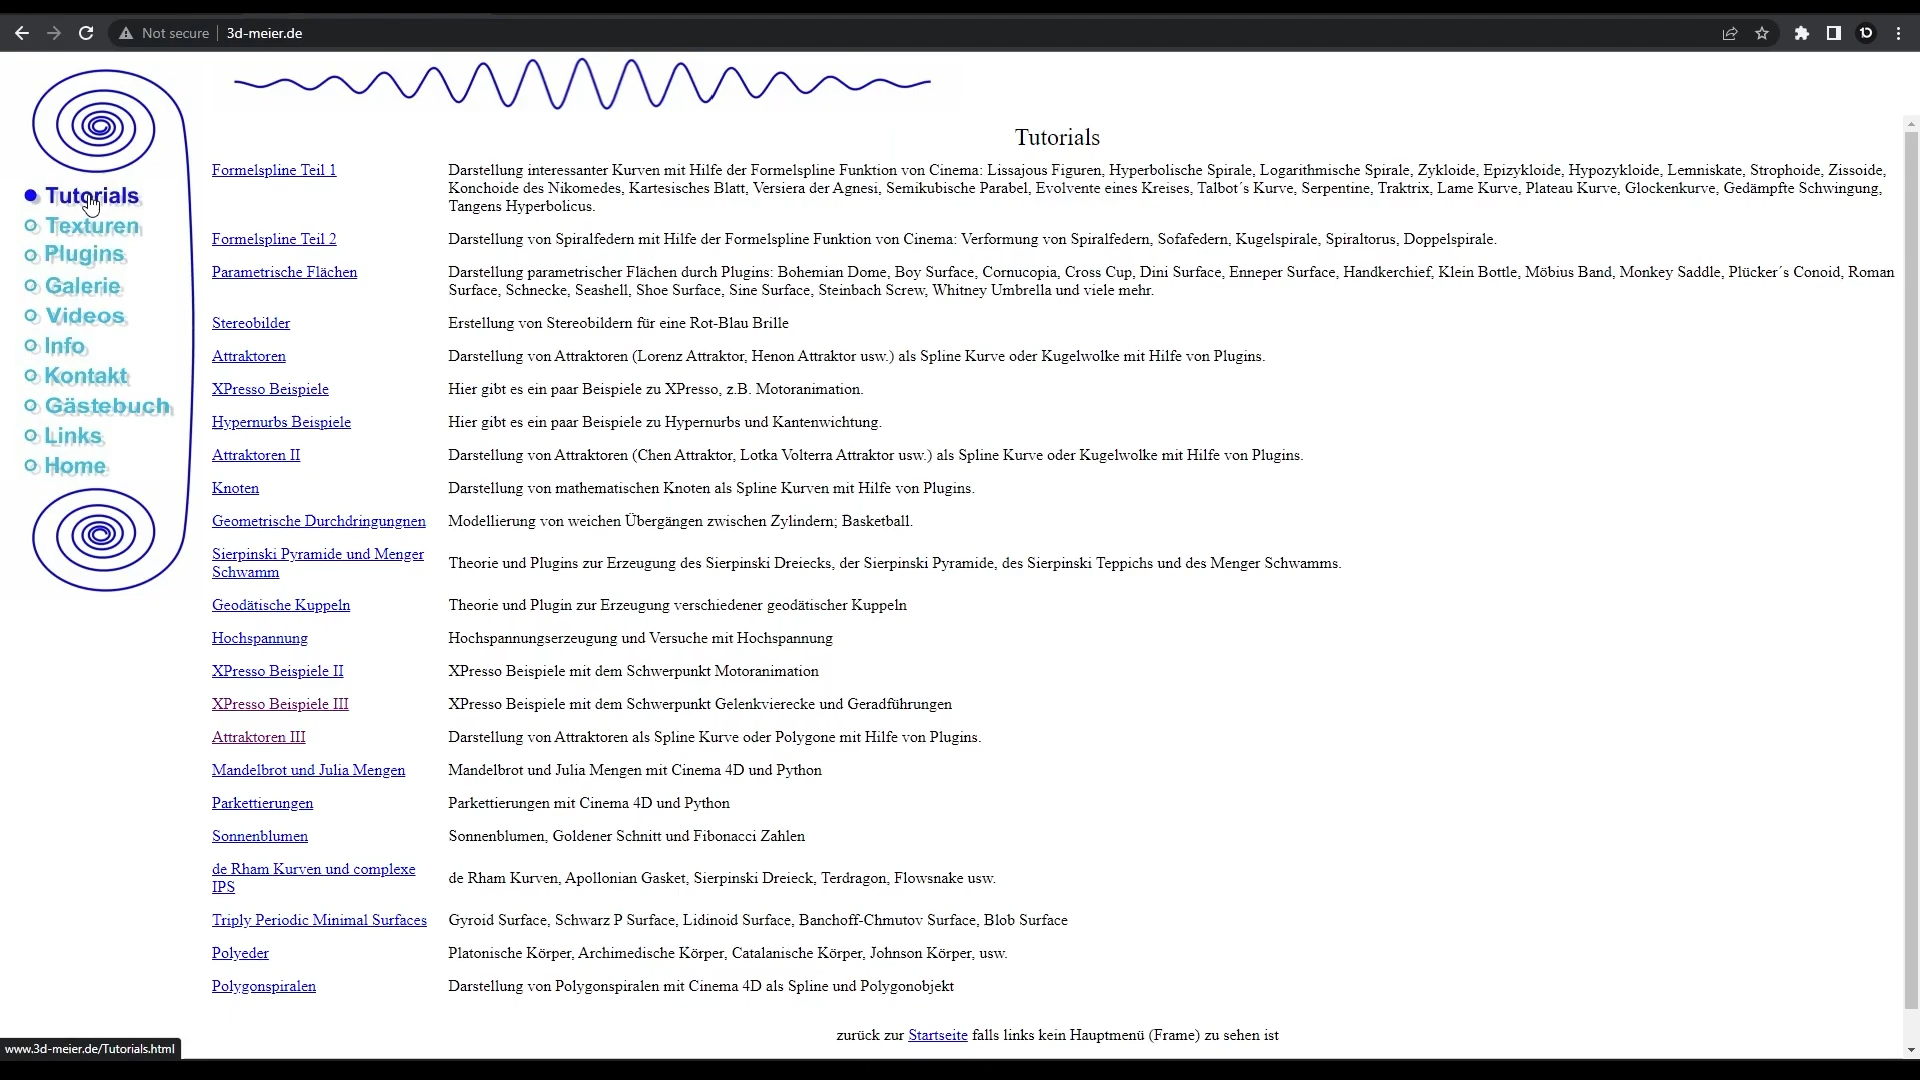 Not secure
3d-meier.de
Tutorials
Texturen
Plugins
Galerie
Videos
Info
Kontakt
Gästebuch
Links
Home
Tutorials
Formelspline Teil 1
Darstellung interessanter Kurven mit Hilfe der Formelspline Funktion von Cinema: Lissajous Figuren, Hyperbolische Spirale, Logarithmische Spirale, Zykloide, Epizykloide, Hypozykloide, Lemniskate, Strophoide, Zissoide,
Konchoide des Nikomedes, Kartesisches Blatt, Versiera der Agnesi, Semikubische Parabel, Evolvente eines Kreises, Talbot´s Kurve, Serpentine, Traktrix, Lame Kurve, Plateau Kurve, Glockenkurve, Gedämpfte Schwingung,
Tangens Hyperbolicus.
Formelspline Teil 2
Darstellung von Spiralfedern mit Hilfe der Formelspline Funktion von Cinema: Verformung von Spiralfedern, Sofafedern, Kugelspirale, Spiraltorus, Doppelspirale.
Parametrische Flächen
Darstellung parametrischer Flächen durch Plugins: Bohemian Dome, Boy Surface, Cornucopia, Cross Cup, Dini Surface, Enneper Surface, Handkerchief, Klein Bottle, Möbius Band, Monkey Saddle, Plücker´s Conoid, Roman
Surface, Schnecke, Seashell, Shoe Surface, Sine Surface, Steinbach Screw, Whitney Umbrella und viele mehr.
Stereobilder
Erstellung von Stereobildern für eine Rot-Blau Brille
Attraktoren
Darstellung von Attraktoren (Lorenz Attraktor, Henon Attraktor usw.) als Spline Kurve oder Kugelwolke mit Hilfe von Plugins.
XPresso Beispiele
Hier gibt es ein paar Beispiele zu XPresso, z.B. Motoranimation.
Hypernurbs Beispiele
Hier gibt es ein paar Beispiele zu Hypernurbs und Kantenwichtung.
Attraktoren II
Darstellung von Attraktoren (Chen Attraktor, Lotka Volterra Attraktor usw.) als Spline Kurve oder Kugelwolke mit Hilfe von Plugins.
Knoten
Darstellung von mathematischen Knoten als Spline Kurven mit Hilfe von Plugins.
Geometrische Durchdringungnen
Modellierung von weichen Übergängen zwischen Zylindern; Basketball.
Sierpinski Pyramide und Menger
Schwamm
Theorie und Plugins zur Erzeugung des Sierpinski Dreiecks, der Sierpinski Pyramide, des Sierpinski Teppichs und des Menger Schwamms.
Geodätische Kuppeln
Theorie und Plugin zur Erzeugung verschiedener geodätischer Kuppeln
Hochspannung
Hochspannungserzeugung und Versuche mit Hochspannung
XPresso Beispiele II
XPresso Beispiele mit dem Schwerpunkt Motoranimation
XPresso Beispiele III
XPresso Beispiele mit dem Schwerpunkt Gelenkvierecke und Geradführungen
Attraktoren III
Darstellung von Attraktoren als Spline Kurve oder Polygone mit Hilfe von Plugins.
Mandelbrot und Julia Mengen
Mandelbrot und Julia Mengen mit Cinema 4D und Python
Parkettierungen
Parkettierungen mit Cinema 4D und Python
Sonnenblumen
Sonnenblumen, Goldener Schnitt und Fibonacci Zahlen
de Rham Kurven und complexe
IPS
de Rham Kurven, Apollonian Gasket, Sierpinski Dreieck, Terdragon, Flowsnake usw.
Triply Periodic Minimal Surfaces
Gyroid Surface, Schwarz P Surface, Lidinoid Surface, Banchoff-Chmutov Surface, Blob Surface
Polyeder
Platonische Körper, Archimedische Körper, Catalanische Körper, Johnson Körper, usw.
Polygonspiralen
Darstellung von Polygonspiralen mit Cinema 4D als Spline und Polygonobjekt
zurück zur Startseite falls links kein Hauptmenü (Frame) zu sehen ist
www.3d-meier.de/Tutorials.html